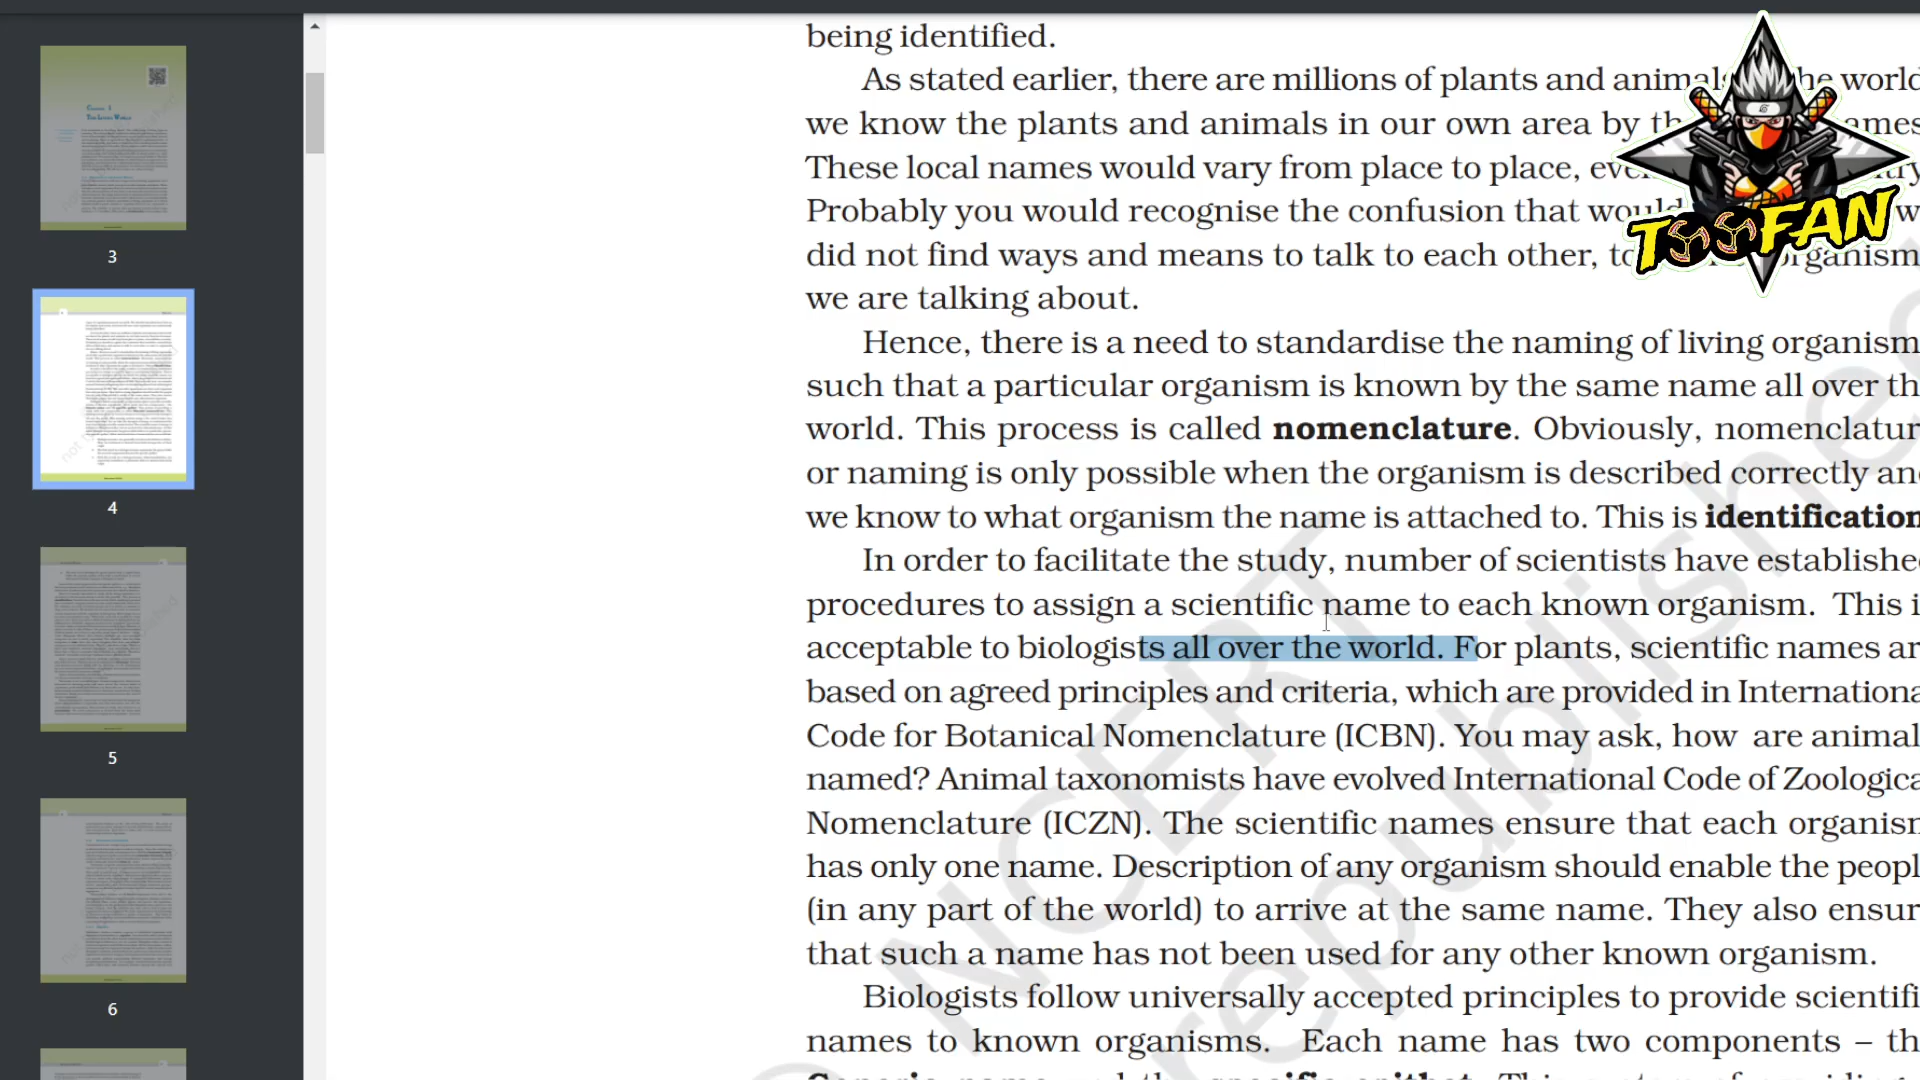 being identified.
As stated earlier, there are millions of plants and animals the world
we know the plants and animals in our own area by
These local names would vary from place to place,
Probably you would recognise the confusion that would
did not find ways and means to talk to each other,
we are talking about.
Hence, there is a need to standardise the naming of living organism
such that a particular organism is known by the same name all over th
world. This process is called nomenclature. Obviously, nomenclatur
or naming is only possible when the organism is described correctly an
we know to what organism the name is attached to. This is identification
In order to facilitate the study, number of scientists have established
procedures to assign a scientific name to each known organism. This i
acceptable to biologists all over the world. For plants, scientific names ar
based on agreed principles and criteria, which are provided in Internationa
Code for Botanical Nomenclature (ICBN). You may ask, how are animal
named? Animal taxonomists have evolved International Code of Zoologica
Nomenclature (ICZN). The scientific names ensure that each organism
has only one name. Description of any organism should enable the peopl
(in any part of the world) to arrive at the same name. They also ensur
that such a name has not been used for any other known organism.
Biologists follow universally accepted principles to provide scientifi
names to known organisms. Each name has two components – th
TOOFAN
3
4
5
6
NCERT
republished